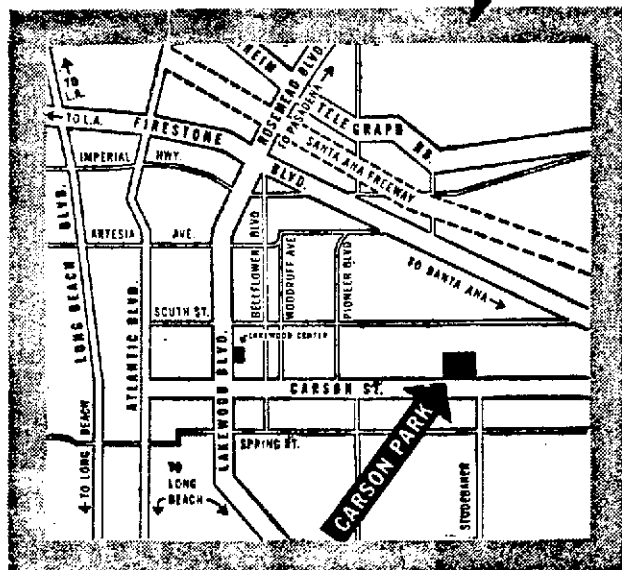 TO L.A.
HEIM
ROSEMEAD BLVD.
TO PASADENA
TELEGRAPH RD.
TO L.A.
FIRESTONE BLVD.
SANTA ANA FREEWAY
IMPERIAL HWY.
LONG BEACH BLVD.
ARTESIA AVE.
BELLFLOWER BLVD
WOODRUFF AVE
PIONEER BLVD
TO SANTA ANA
SOUTH ST.
LAKEWOOD CENTER
ATLANTIC BLVD.
LAKEWOOD BLVD.
CARSON ST.
SPRING ST.
TO LONG BEACH
TO
LONG
BEACH
CARSON PARK
STUDEBAKER